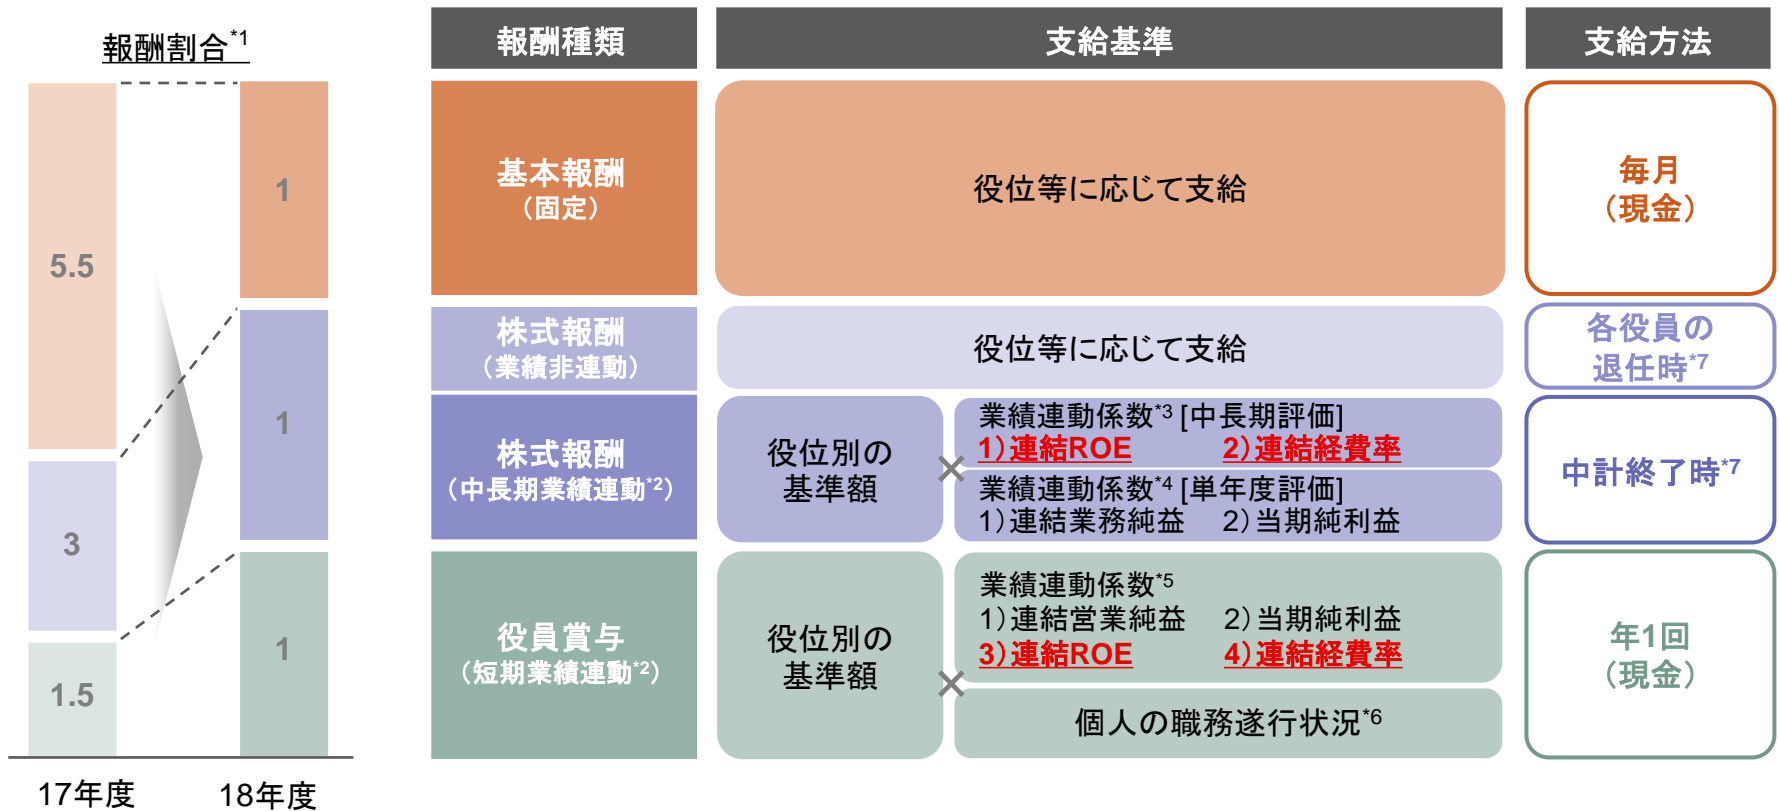 報酬割合*1
5.5
3
1.5
17年度
1
1
1
18年度
報酬種類
支給基準
支給方法
基本報酬
（固定）
役位等に応じて支給
毎月
（現金）
株式報酬
（業績非連動）
役位等に応じて支給
各役員の
退任時*7
株式報酬
（中長期業績連動*2）
役位別の
基準額
×
業績連動係数*3 [中長期評価]
1）連結ROE 2）連結経費率
業績連動係数*4 [単年度評価]
1）連結業務純益 2）当期純利益
中計終了時*7
役員賞与
（短期業績連動*2）
役位別の
基準額
×
業績連動係数*5
1）連結営業純益 2）当期純利益
3）連結ROE 4）連結経費率
個人の職務遂行状況*6
年1回
（現金）